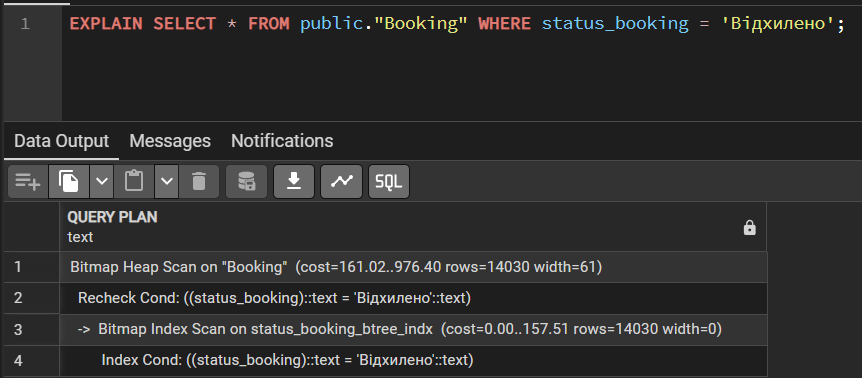 1 EXPLAIN SELECT * FROM public."Booking" WHERE status_booking = 'Відхилено';
Data Output Messages Notifications
SQL
QUERY PLAN
text
1 Bitmap Heap Scan on "Booking" (cost=161.02..976.40 rows=14030 width=61)
2 Recheck Cond: ((status_booking)::text = 'Відхилено'::text)
3 -> Bitmap Index Scan on status_booking_btree_indx (cost=0.00..157.51 rows=14030 width=0)
4 Index Cond: ((status_booking)::text = 'Відхилено'::text)